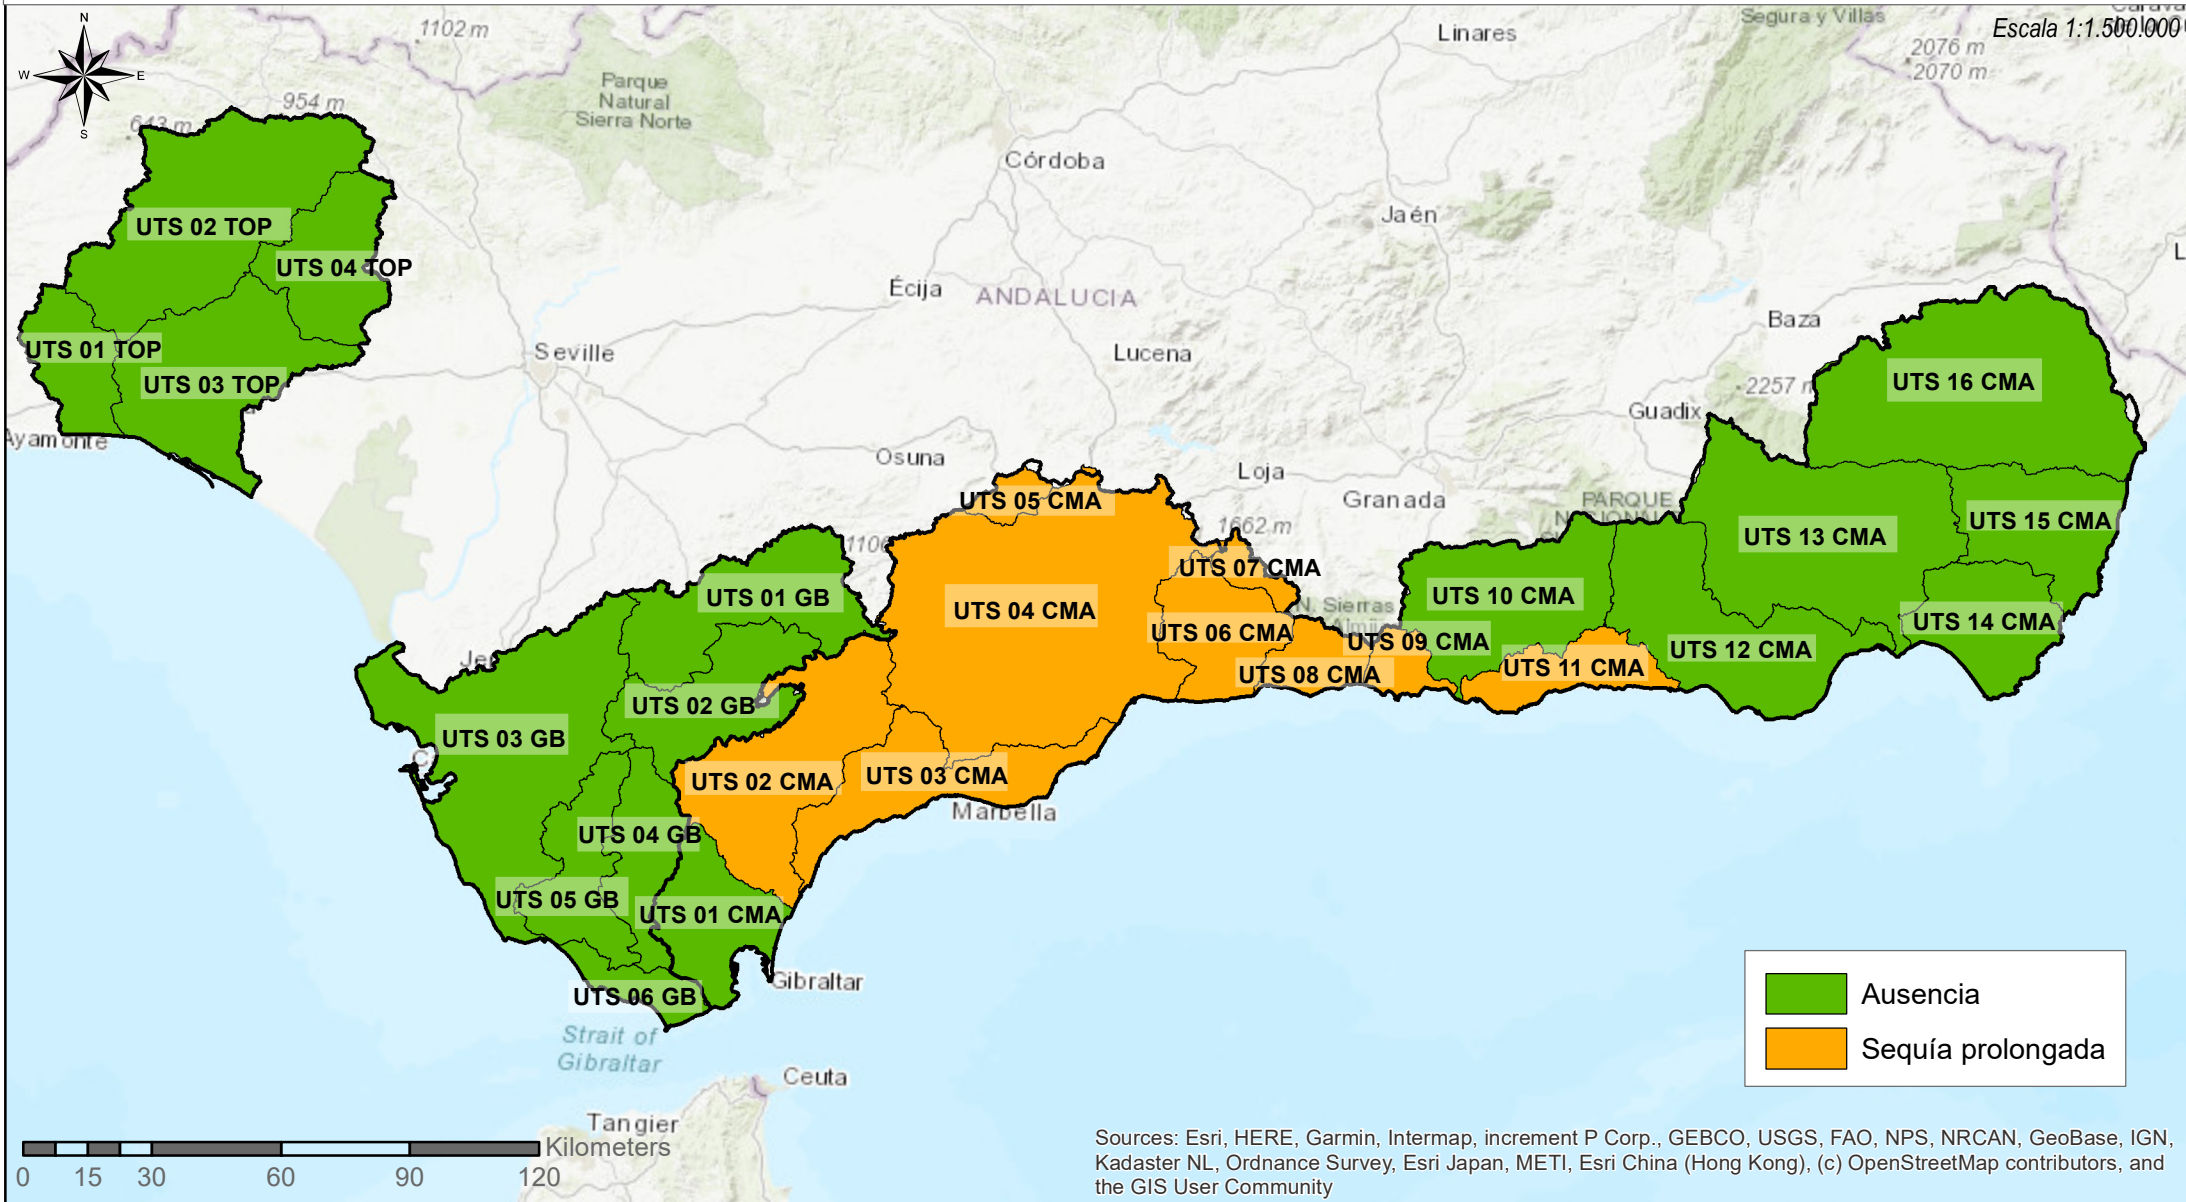 N
W
E
S
Escala 1:1.500.000
1102 m
Segura y Villas
Linares
2076 m
2070 m
Parque
Natural
Sierra Norte
954 m
643 m
Córdoba
Jaén
UTS 02 TOP
UTS 04 TOP
Écija
ANDALUCIA
Baza
UTS 01 TOP
Seville
Lucena
UTS 03 TOP
UTS 16 CMA
2257 m
Guadix
Ayamonte
Osuna
Loja
Granada
PARQUE
UTS 05 CMA
1662 m
UTS 15 CMA
UTS 13 CMA
1106
UTS 07 CMA
UTS 01 GB
UTS 04 CMA
UTS 10 CMA
N. Sierras
UTS 14 CMA
UTS 06 CMA
UTS 09 CMA
UTS 12 CMA
UTS 08 CMA
UTS 11 CMA
UTS 02 GB
UTS 03 GB
UTS 02 CMA
UTS 03 CMA
Marbella
UTS 04 GB
UTS 05 GB
UTS 01 CMA
Gibraltar
UTS 06 GB
Strait of
Gibraltar
Ceuta
Tangier
Ausencia
Sequía prolongada
Kilometers
0 15 30 60 90 120
Sources: Esri, HERE, Garmin, Intermap, increment P Corp., GEBCO, USGS, FAO, NPS, NRCAN, GeoBase, IGN,
Kadaster NL, Ordnance Survey, Esri Japan, METI, Esri China (Hong Kong), (c) OpenStreetMap contributors, and
the GIS User Community